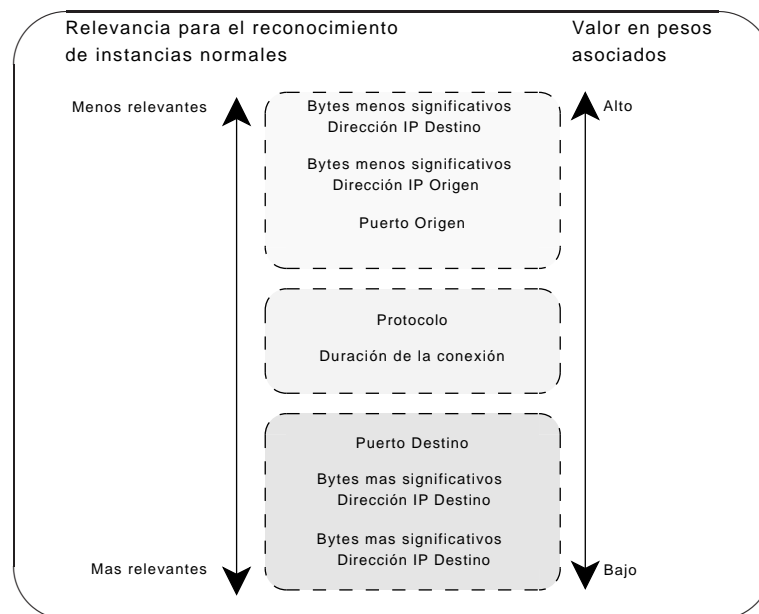 Relevancia para el reconocimiento
de instancias normales
Valor en pesos
asociados
Menos relevantes
Bytes menos significativos
Dirección IP Destino
Alto
Bytes menos significativos
Dirección IP Origen
Puerto Origen
Protocolo
Duración de la conexión
Puerto Destino
Bytes mas significativos
Dirección IP Destino
Bytes mas significativos
Dirección IP Destino
Mas relevantes
Bajo